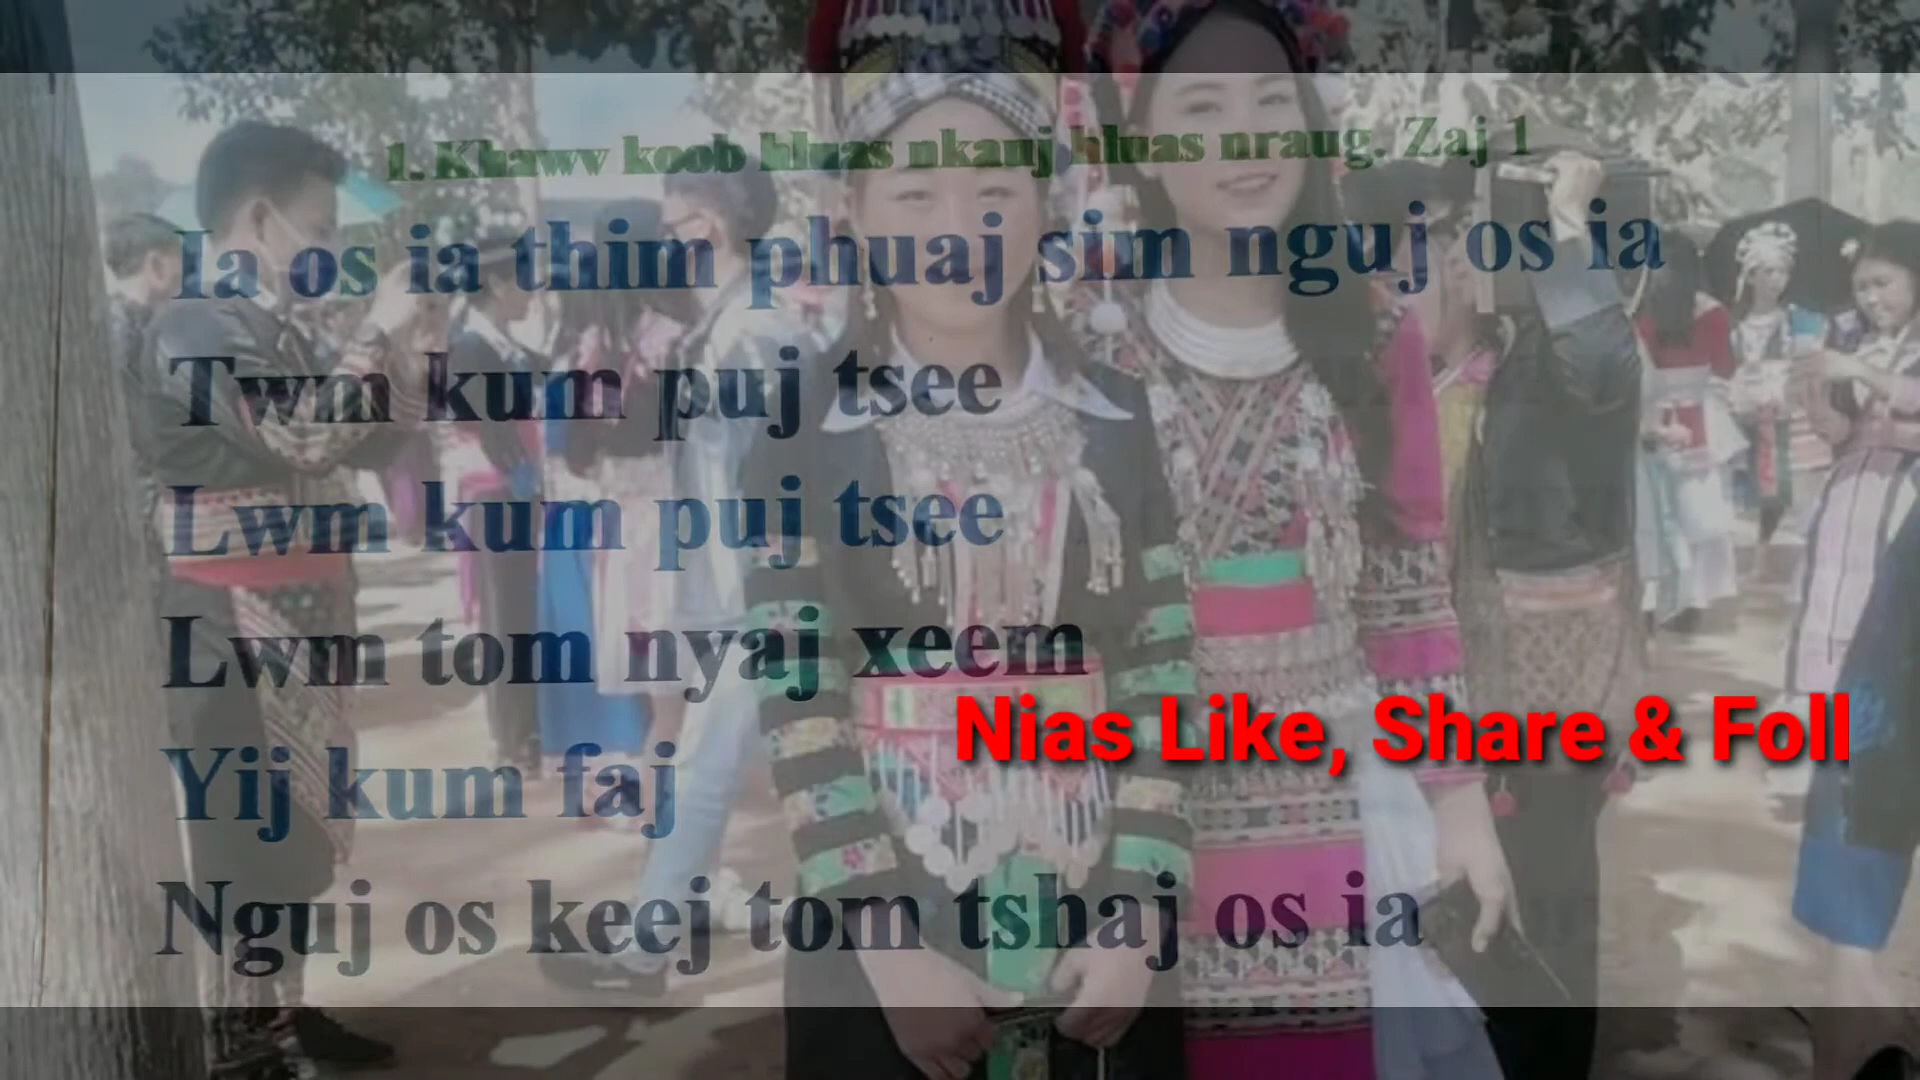 1. Khawv koob hluas nkauj hluas nraug. Zaj 1
Ia os ia thim phuaj sim nguj os ia
Twm kum puj tsee
Lwm kum puj tsee
Lwm tom nyaj xeem
Yij kum faj
Nguj os keej tom tshaj os ia
Nias Like, Share & Foll